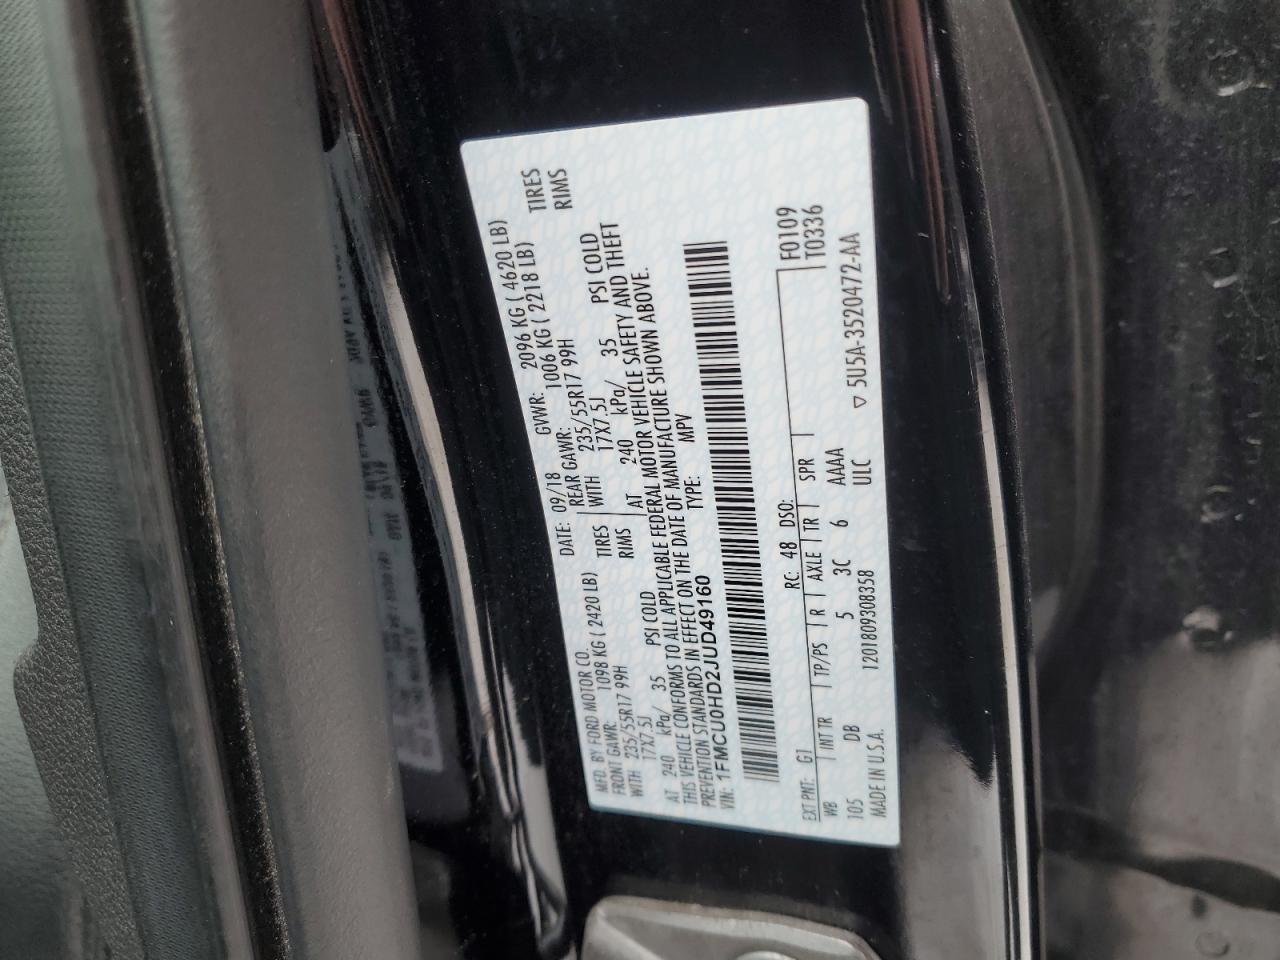 MFD. BY FORD MOTOR CO.
DATE: 09/18 GVWR: 2096 KG ( 4620 LB)
FRONT GAWR: 1098 KG ( 2420 LB) REAR GAWR: 1006 KG ( 2218 LB)
WITH 235/55R17 99H TIRES WITH 235/55R17 99H TIRES
17X7.5J RIMS 17X7.5J RIMS
AT 240 kPa/ 35 PSI COLD AT 240 kPa/ 35 PSI COLD
THIS VEHICLE CONFORMS TO ALL APPLICABLE FEDERAL MOTOR VEHICLE SAFETY AND THEFT
PREVENTION STANDARDS IN EFFECT ON THE DATE OF MANUFACTURE SHOWN ABOVE.
VIN: 1FMCU0HD2JUD49160 TYPE: MPV
F0109
EXT PNT: G1 RC: 48 DSO: T0336
WB INT TR TP/PS R AXLE TR SPR
105 DB 5 3C 6 AAAA ▽ 5U5A-3520472-AA
MADE IN U.S.A. 120180930​8358 ULC